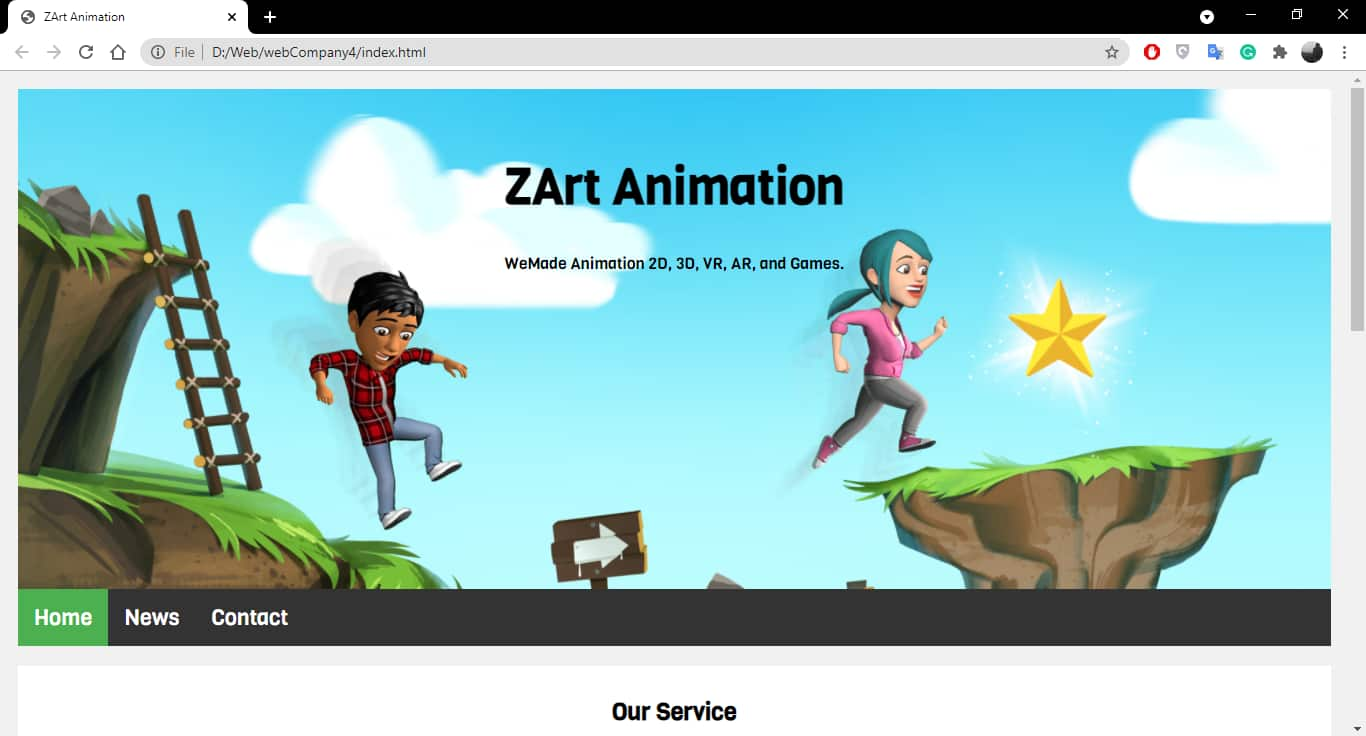 ZArt Animation
File
D:/Web/webCompany4/index.html
ZArt Animation
WeMade Animation 2D, 3D, VR, AR, and Games.
Home News Contact
Our Service